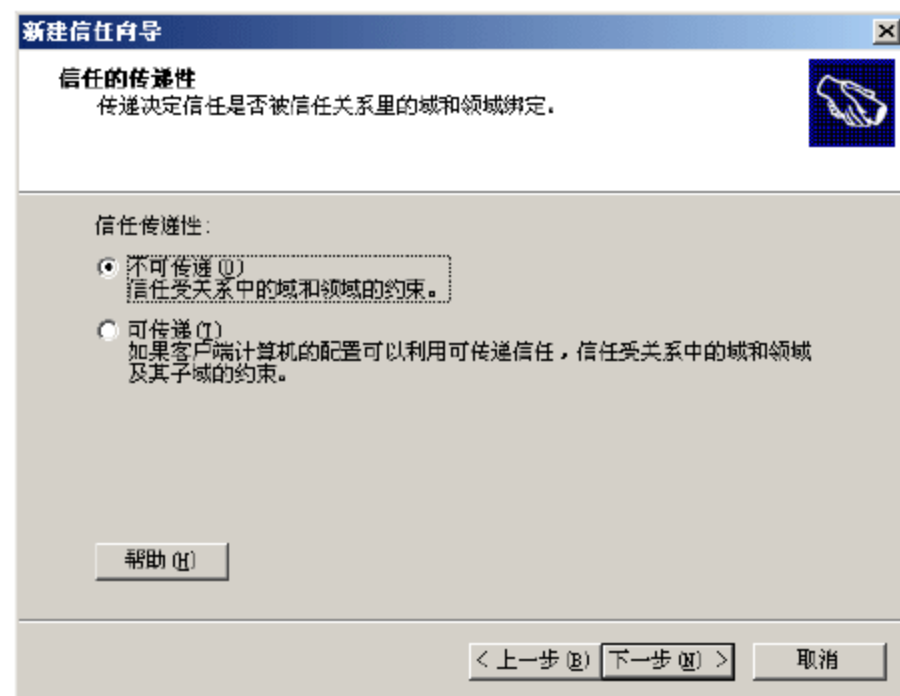 新建信任向导
信任的传递性
传递决定信任是否被信任关系里的域和领域绑定。
信任传递性:
不可传递(O)
信任受关系中的域和领域的约束。
可传递(T)
如果客户端计算机的配置可以利用可传递信任，信任受关系中的域和领域
及其子域的约束。
帮助(H)
< 上一步(B) 下一步(N) > 取消